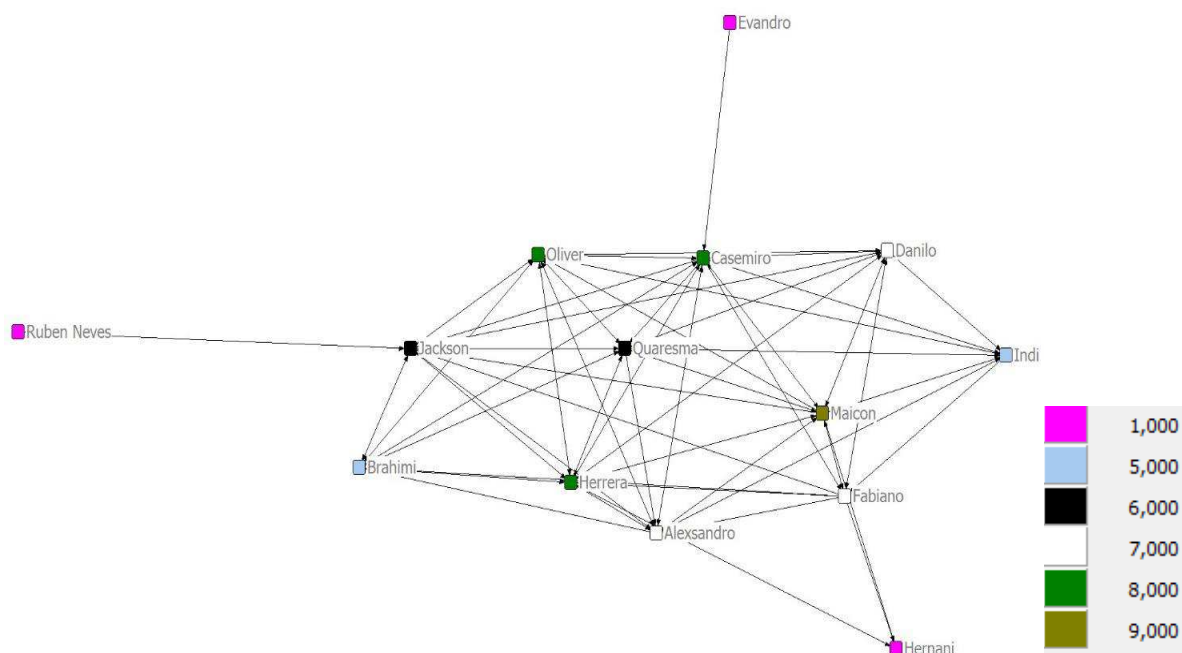 Evandro
Oliver
Casemiro
Danilo
Ruben Neves
Jackson
Quaresma
Indi
Maicon
Brahimi
Herrera
Fabiano
Alexsandro
Hernani
1,000
5,000
6,000
7,000
8,000
9,000